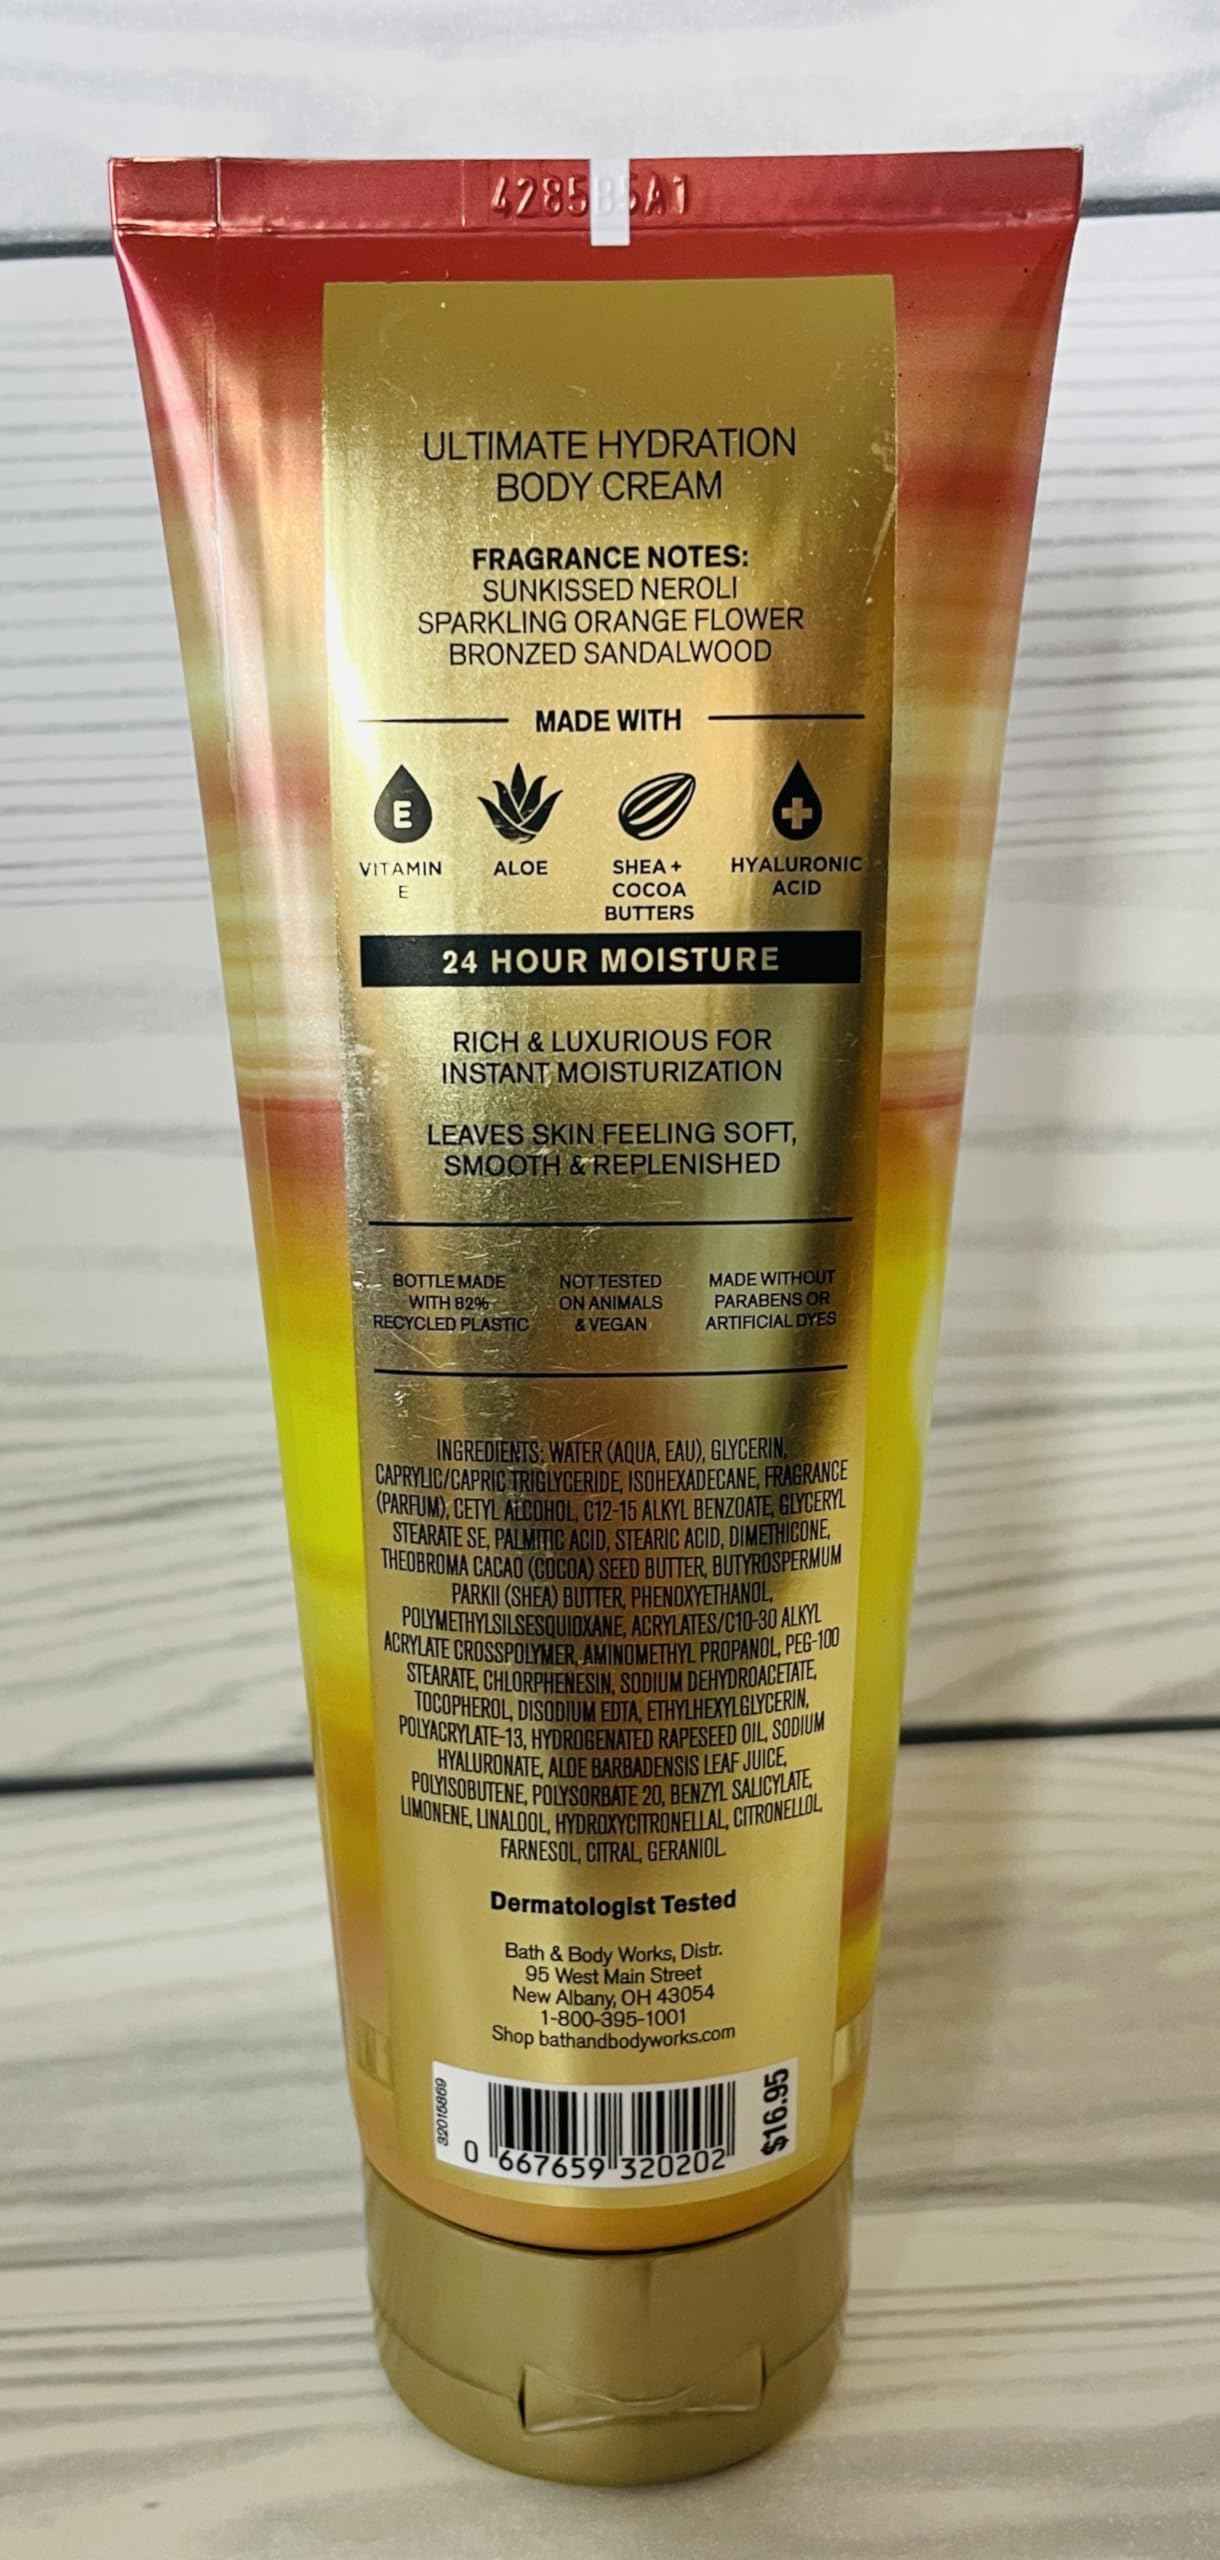 428585A1
ULTIMATE HYDRATION
BODY CREAM
FRAGRANCE NOTES:
SUNKISSED NEROLI
SPARKLING ORANGE FLOWER
BRONZED SANDALWOOD
MADE WITH
E
VITAMIN
E
ALOE
SHEA +
COCOA
BUTTERS
HYALURONIC
ACID
24 HOUR MOISTURE
RICH & LUXURIOUS FOR
INSTANT MOISTURIZATION
LEAVES SKIN FEELING SOFT,
SMOOTH & REPLENISHED
BOTTLE MADE
WITH 82%
RECYCLED PLASTIC
NOT TESTED
ON ANIMALS
& VEGAN
MADE WITHOUT
PARABENS OR
ARTIFICIAL DYES
INGREDIENTS: WATER (AQUA, EAU), GLYCERIN,
CAPRYLIC/CAPRIC TRIGLYCERIDE, ISOHEXADECANE, FRAGRANCE
(PARFUM), CETYL ALCOHOL, C12-15 ALKYL BENZOATE, GLYCERYL
STEARATE SE, PALMITIC ACID, STEARIC ACID, DIMETHICONE,
THEOBROMA CACAO (COCOA) SEED BUTTER, BUTYROSPERMUM
PARKII (SHEA) BUTTER, PHENOXYETHANOL,
POLYMETHYLSILSESQUIOXANE, ACRYLATES/C10-30 ALKYL
ACRYLATE CROSSPOLYMER, AMINOMETHYL PROPANOL, PEG-100
STEARATE, CHLORPHENESIN, SODIUM DEHYDROACETATE,
TOCOPHEROL, DISODIUM EDTA, ETHYLHEXYLGLYCERIN,
POLYACRYLATE-13, HYDROGENATED RAPESEED OIL, SODIUM
HYALURONATE, ALOE BARBADENSIS LEAF JUICE,
POLYISOBUTENE, POLYSORBATE 20, BENZYL SALICYLATE,
LIMONENE, LINALOOL, HYDROXYCITRONELLAL, CITRONELLOL,
FARNESOL, CITRAL, GERANIOL.
Dermatologist Tested
Bath & Body Works, Distr.
95 West Main Street
New Albany, OH 43054
1-800-395-1001
Shop bathandbodyworks.com
32015869
0 667659 320202
$16.95